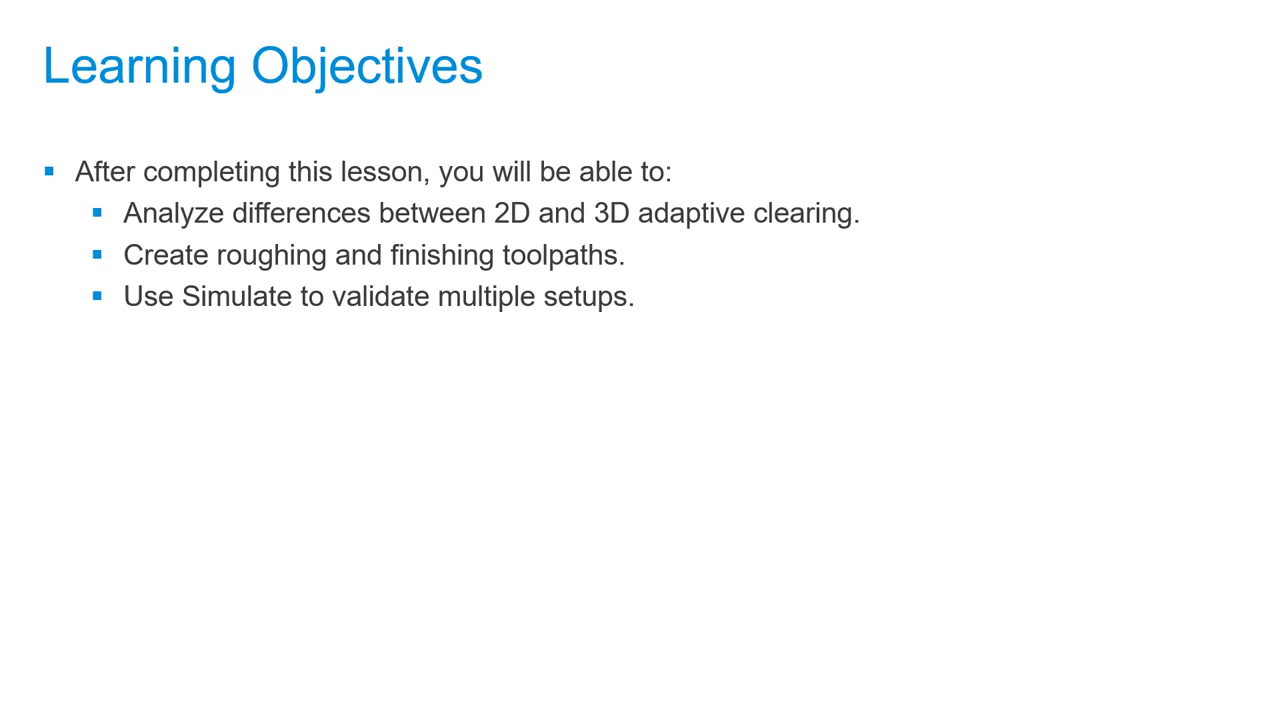 Learning Objectives
After completing this lesson, you will be able to:
Analyze differences between 2D and 3D adaptive clearing.
Create roughing and finishing toolpaths.
Use Simulate to validate multiple setups.